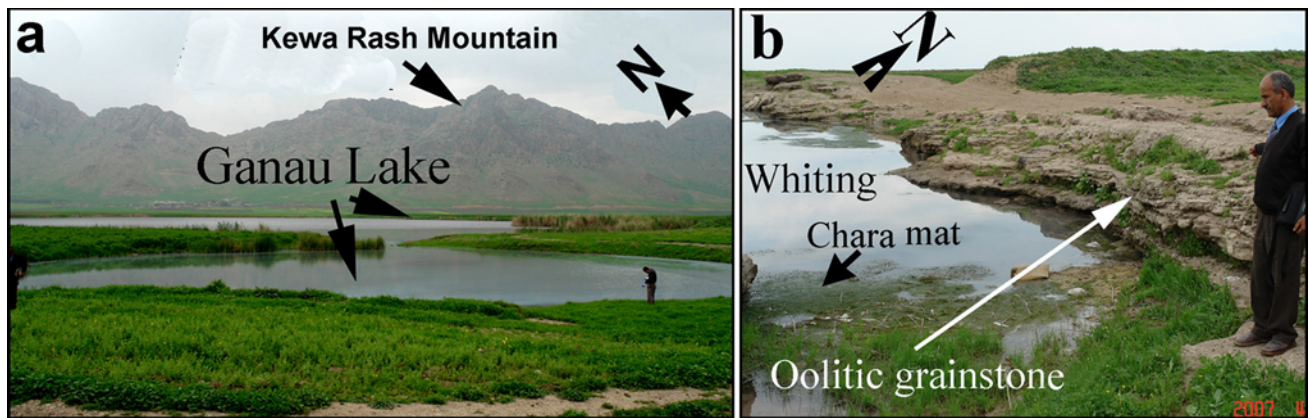 a
Kewa Rash Mountain
N
Ganau Lake
b
N
Whiting
Chara mat
Oolitic grainstone
2007